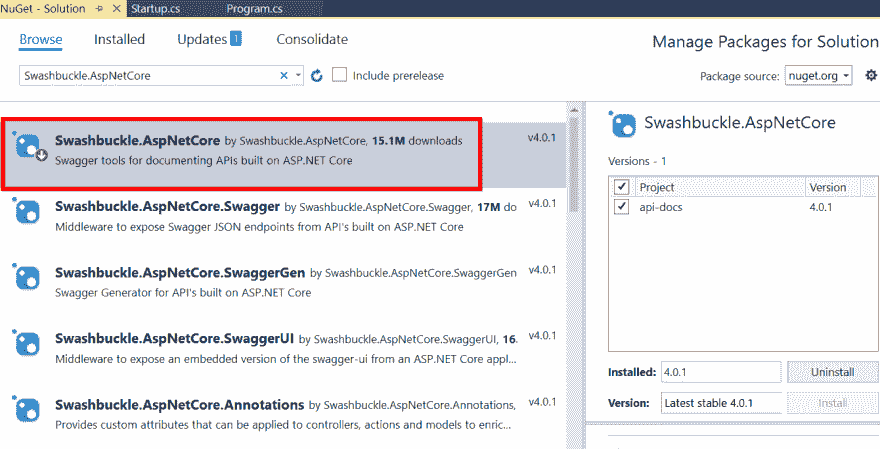 NuGet - Solution
Startup.cs
Program.cs
Browse
Installed
Updates 1
Consolidate
Manage Packages for Solution
Swashbuckle.AspNetCore
Include prerelease
Package source: nuget.org
Swashbuckle.AspNetCore by Swashbuckle.AspNetCore, 15.1M downloads
v4.0.1
Swagger tools for documenting APIs built on ASP.NET Core
Swashbuckle.AspNetCore.Swagger by Swashbuckle.AspNetCore.Swagger, 17M do
v4.0.1
Middleware to expose Swagger JSON endpoints from API's built on ASP.NET Core
Swashbuckle.AspNetCore.SwaggerGen by Swashbuckle.AspNetCore.SwaggerGen
v4.0.1
Swagger Generator for API's built on ASP.NET Core
Swashbuckle.AspNetCore.SwaggerUI by Swashbuckle.AspNetCore.SwaggerUI, 16.
v4.0.1
Middleware to expose an embedded version of the swagger-ui from an ASP.NET Core appl...
Swashbuckle.AspNetCore.Annotations by Swashbuckle.AspNetCore.Annotations,
v4.0.1
Provides custom attributes that can be applied to controllers, actions and models to enric...
Swashbuckle.AspNetCore
Versions - 1
Project Version
api-docs 4.0.1
Installed: 4.0.1 Uninstall
Version: Latest stable 4.0.1 Install